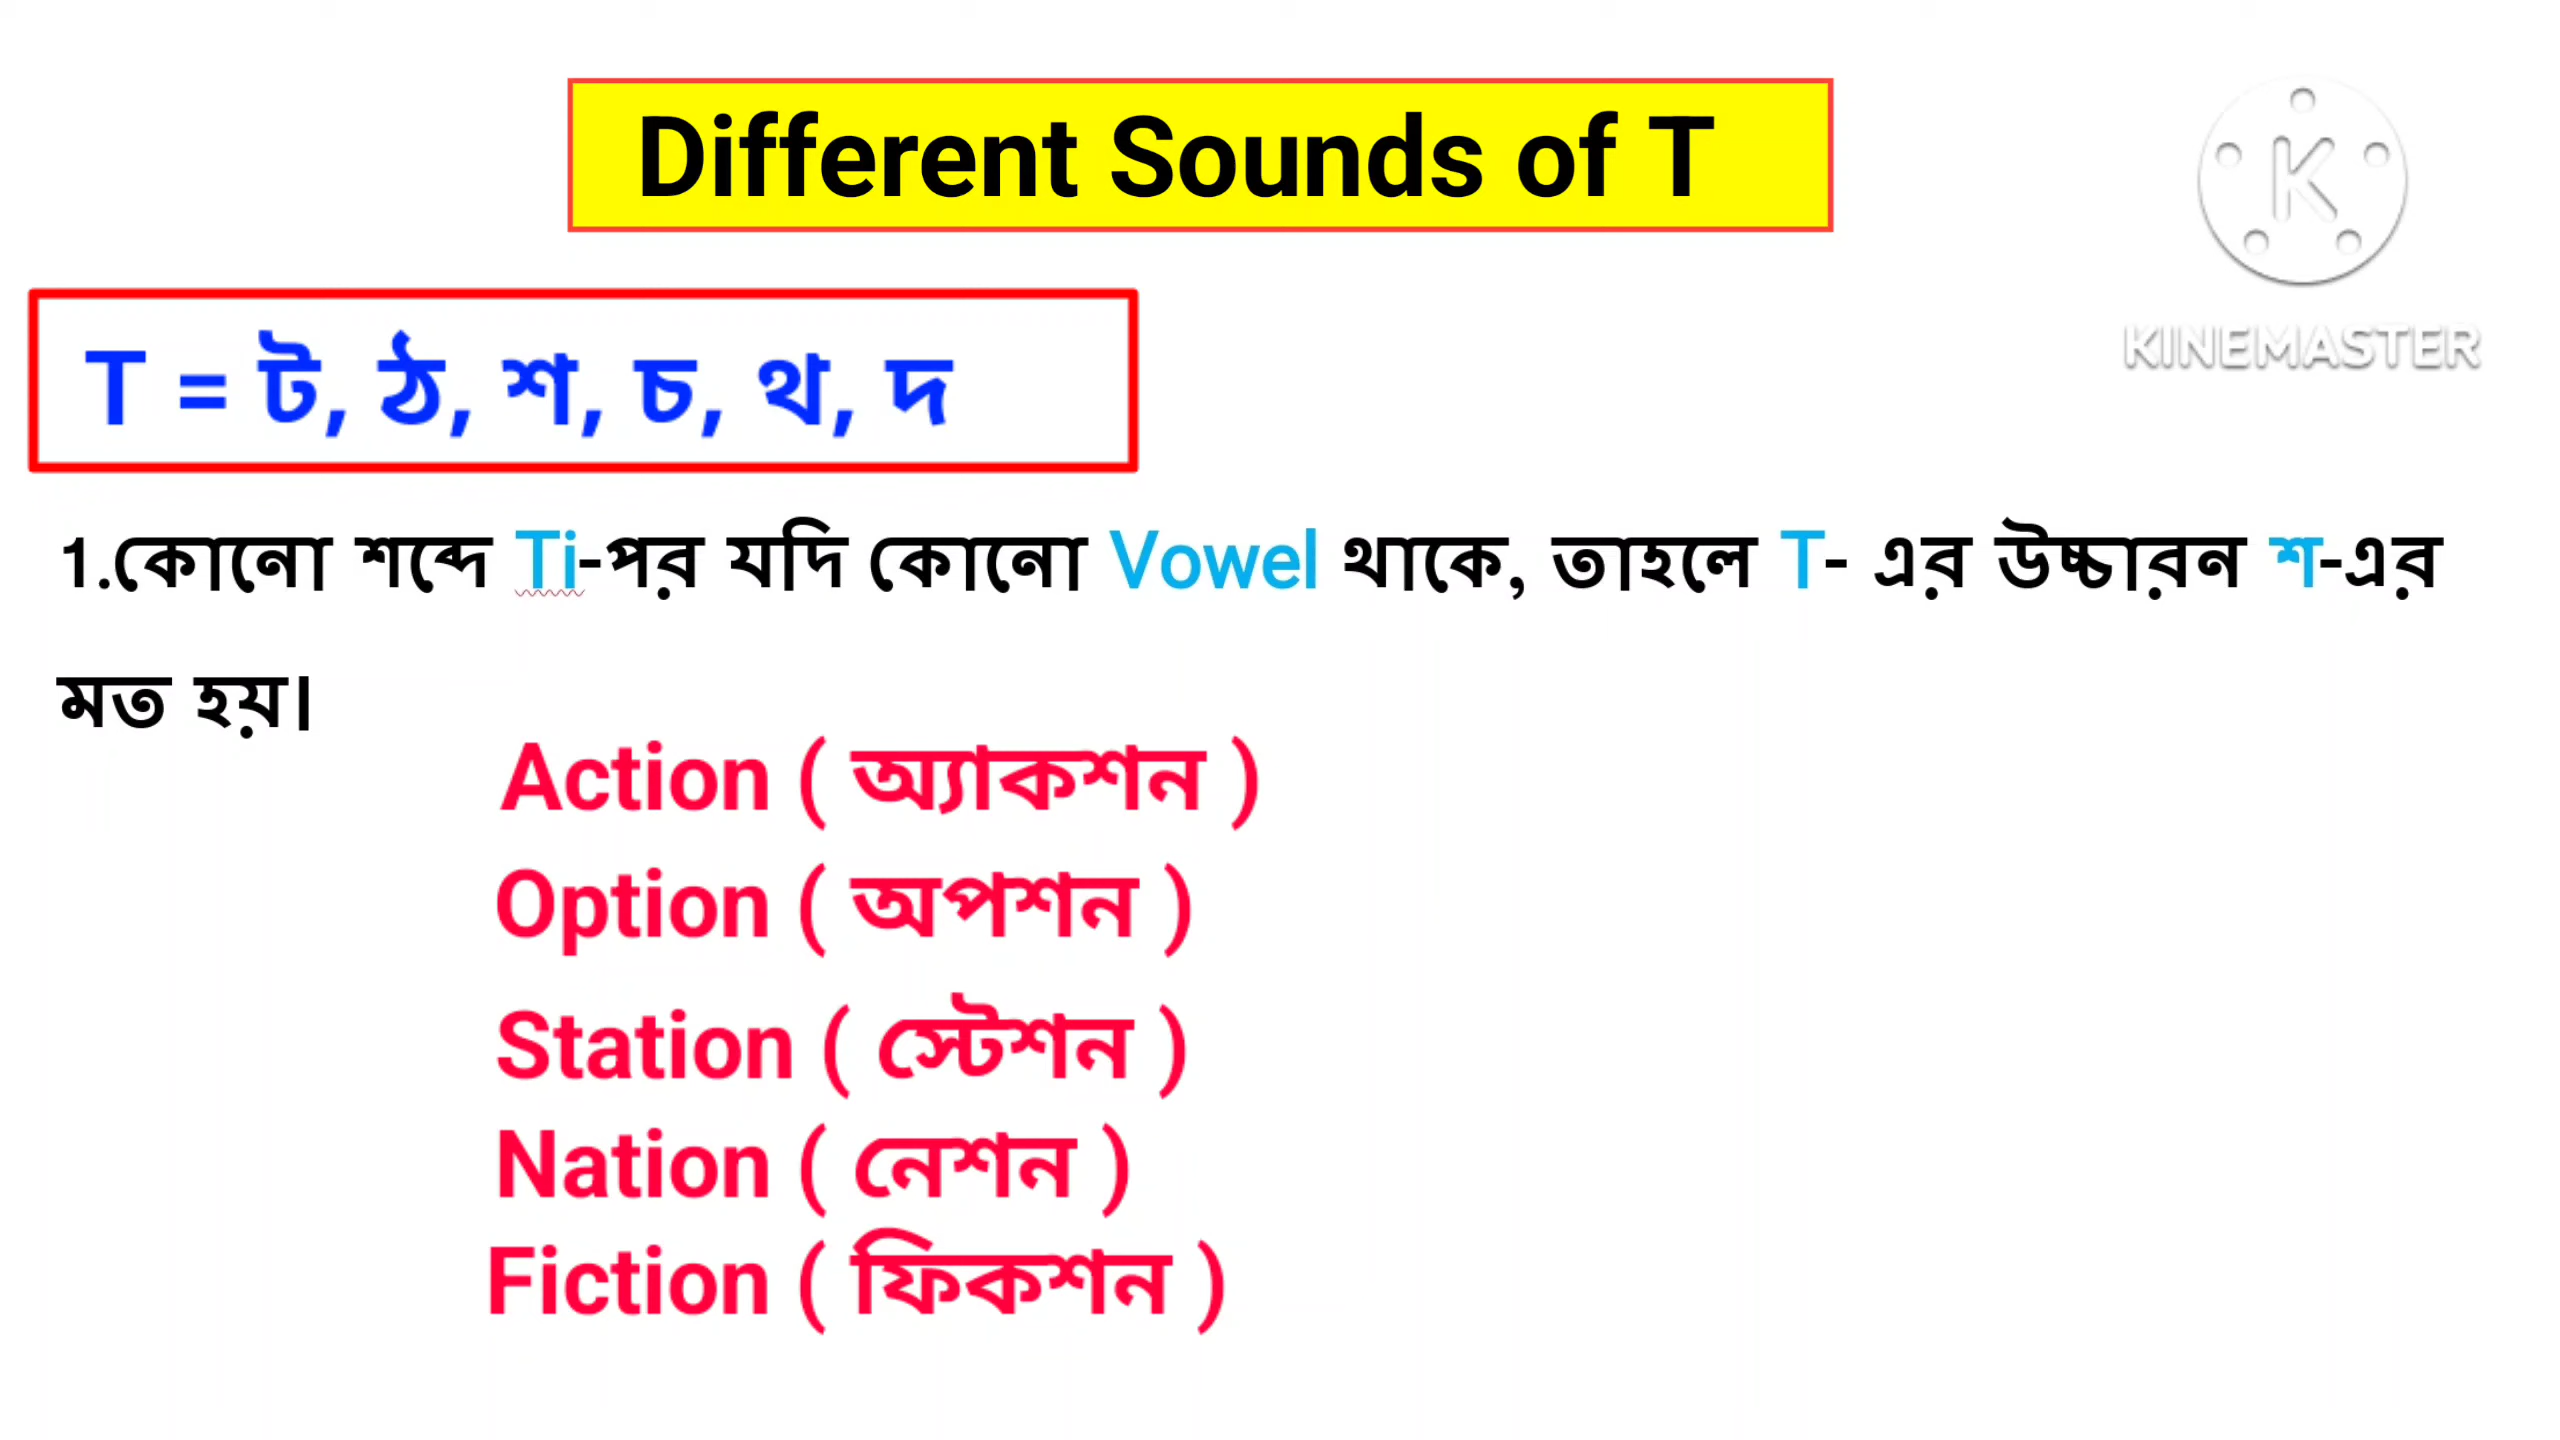 Different Sounds of T
KINEMASTER
T = ট, ঠ, শ, চ, থ, দ
1.কোনো শব্দে Ti-পর যদি কোনো Vowel থাকে, তাহলে T- এর উচ্চারন শ-এর
মত হয়।
Action ( অ্যাকশন )
Option ( অপশন )
Station ( স্টেশন )
Nation ( নেশন )
Fiction ( ফিকশন )